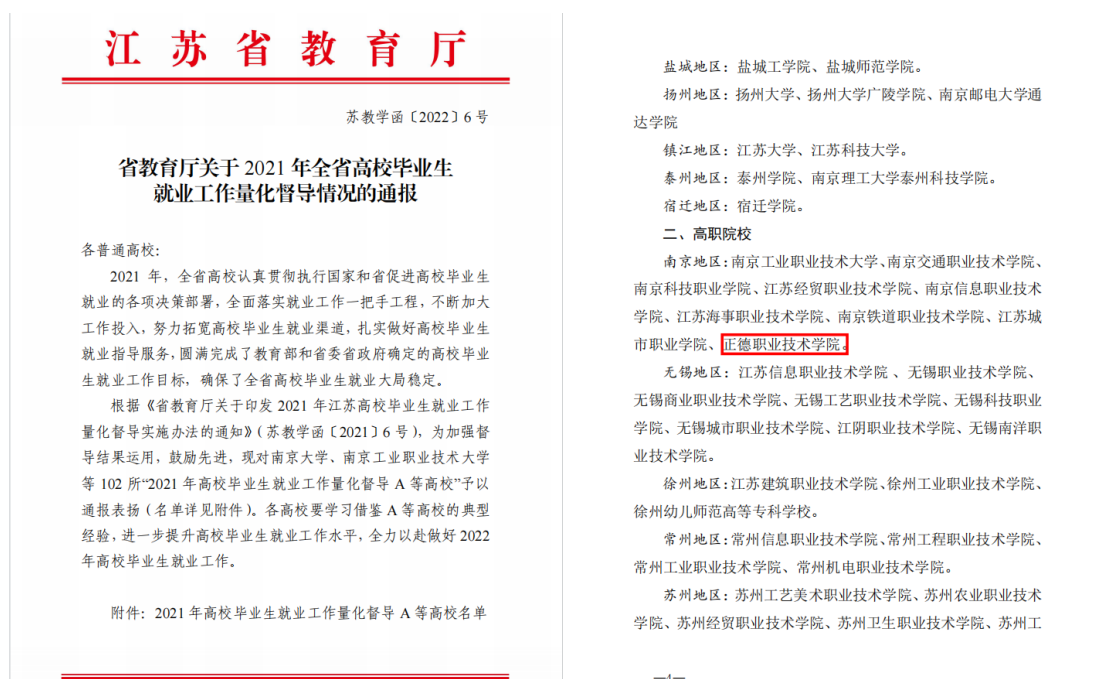 江苏省教育厅
苏教学函〔2022〕6 号
省教育厅关于 2021 年全省高校毕业生
就业工作量化督导情况的通报
各普通高校：
2021 年，全省高校认真贯彻执行国家和省促进高校毕业生
就业的各项决策部署，全面落实就业工作一把手工程，不断加大
工作投入，努力拓宽高校毕业生就业渠道，扎实做好高校毕业生
就业指导服务，圆满完成了教育部和省委省政府确定的高校毕业
生就业工作目标，确保了全省高校毕业生就业大局稳定。
根据《省教育厅关于印发 2021 年江苏高校毕业生就业工作
量化督导实施办法的通知》（苏教学函〔2021〕6 号），为加强督
导结果运用，鼓励先进，现对南京大学、南京工业职业技术大学
等 102 所“2021 年高校毕业生就业工作量化督导 A 等高校”予以
通报表扬（名单详见附件）。各高校要学习借鉴 A 等高校的典型
经验，进一步提升高校毕业生就业工作水平，全力以赴做好 2022
年高校毕业生就业工作。
附件：2021 年高校毕业生就业工作量化督导 A 等高校名单
盐城地区：盐城工学院、盐城师范学院。
扬州地区：扬州大学、扬州大学广陵学院、南京邮电大学通
达学院
镇江地区：江苏大学、江苏科技大学。
泰州地区：泰州学院、南京理工大学泰州科技学院。
宿迁地区：宿迁学院。
二、高职院校
南京地区：南京工业职业技术大学、南京交通职业技术学院、
南京科技职业学院、江苏经贸职业技术学院、南京信息职业技术
学院、江苏海事职业技术学院、南京铁道职业技术学院、江苏城
市职业学院、正德职业技术学院。
无锡地区：江苏信息职业技术学院、无锡职业技术学院、
无锡商业职业技术学院、无锡工艺职业技术学院、无锡科技职业
学院、无锡城市职业技术学院、江阴职业技术学院、无锡南洋职
业技术学院。
徐州地区：江苏建筑职业技术学院、徐州工业职业技术学院、
徐州幼儿师范高等专科学校。
常州地区：常州信息职业技术学院、常州工程职业技术学院、
常州工业职业技术学院、常州机电职业技术学院。
苏州地区：苏州工艺美术职业技术学院、苏州农业职业技术
学院、苏州经贸职业技术学院、苏州卫生职业技术学院、苏州工
—4—